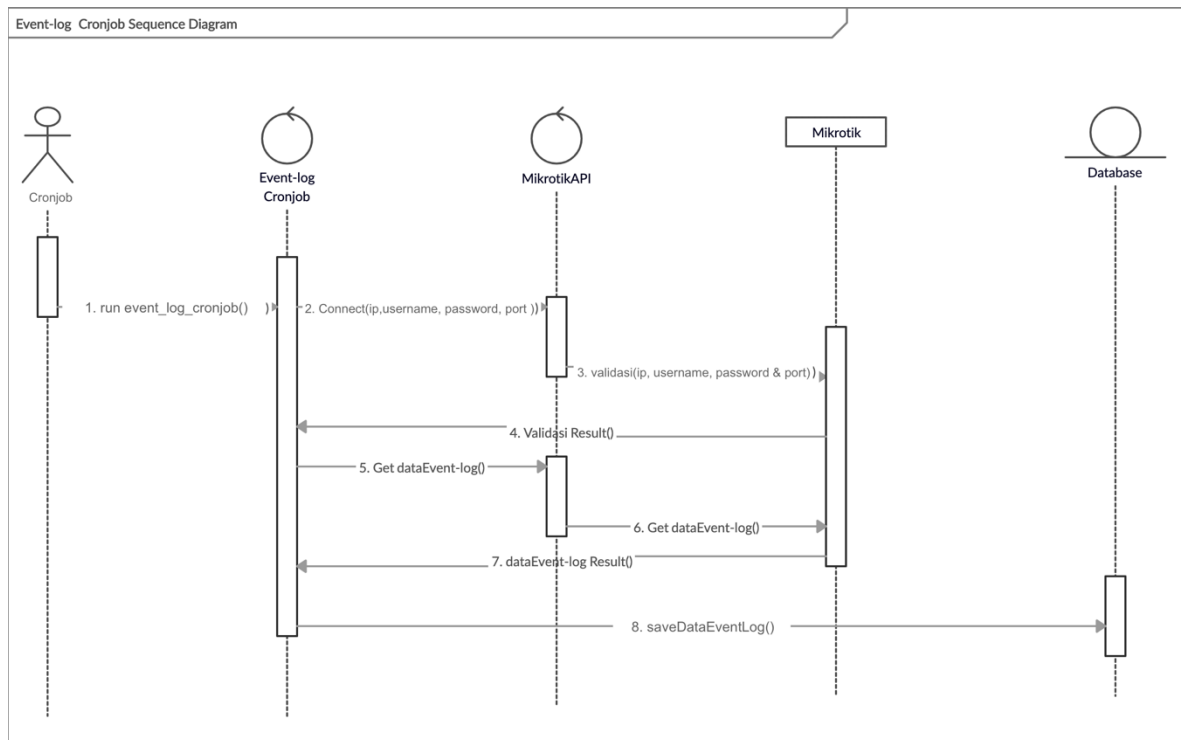 Event-log Cronjob Sequence Diagram
Mikrotik
Event-log
Cronjob
MikrotikAPI
Database
Cronjob
1. run event_log_cronjob() )
2. Connect(ip,username, password, port ))
3. validasi(ip, username, password & port))
4. Validasi Result()
5. Get dataEvent-log()
6. Get dataEvent-log()
7. dataEvent-log Result()
8. saveDataEventLog()